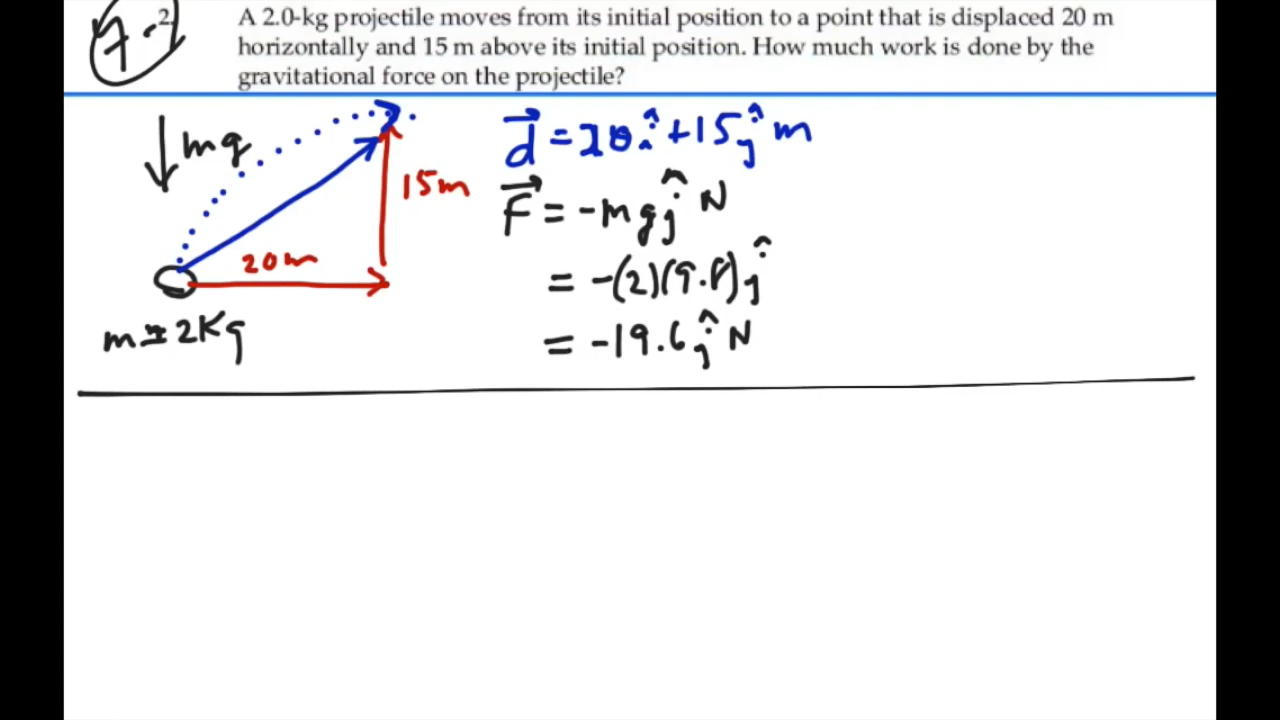 7.2
A 2.0-kg projectile moves from its initial position to a point that is displaced 20 m
horizontally and 15 m above its initial position. How much work is done by the
gravitational force on the projectile?
mg
15m
20m
m = 2Kg
d⃗ = 20î + 15ĵ m
F⃗ = -mgĵ N
= -(2)(9.8)ĵ
= -19.6ĵ N